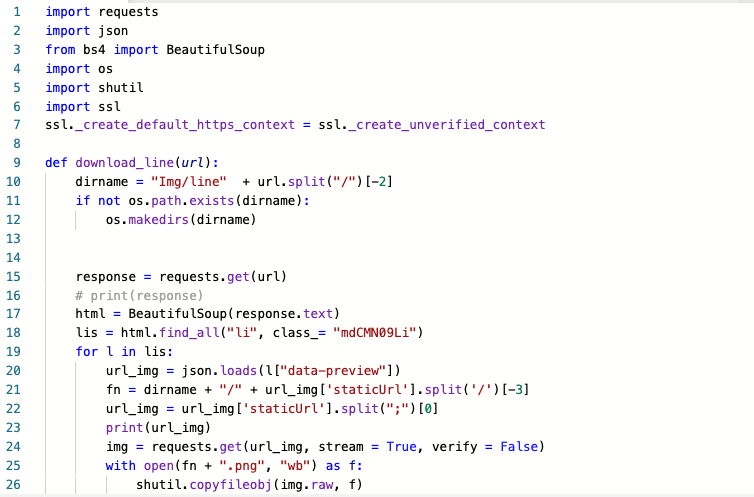 1 import requests
2 import json
3 from bs4 import BeautifulSoup
4 import os
5 import shutil
6 import ssl
7 ssl._create_default_https_context = ssl._create_unverified_context
8
9 def download_line(url):
10     dirname = "Img/line"  + url.split("/")[-2]
11     if not os.path.exists(dirname):
12         os.makedirs(dirname)
13
14
15     response = requests.get(url)
16     # print(response)
17     html = BeautifulSoup(response.text)
18     lis = html.find_all("li", class_= "mdCMN09Li")
19     for l in lis:
20         url_img = json.loads(l["data-preview"])
21         fn = dirname + "/" + url_img['staticUrl'].split('/')[-3]
22         url_img = url_img['staticUrl'].split(";")[0]
23         print(url_img)
24         img = requests.get(url_img, stream = True, verify = False)
25         with open(fn + ".png", "wb") as f:
26             shutil.copyfileobj(img.raw, f)